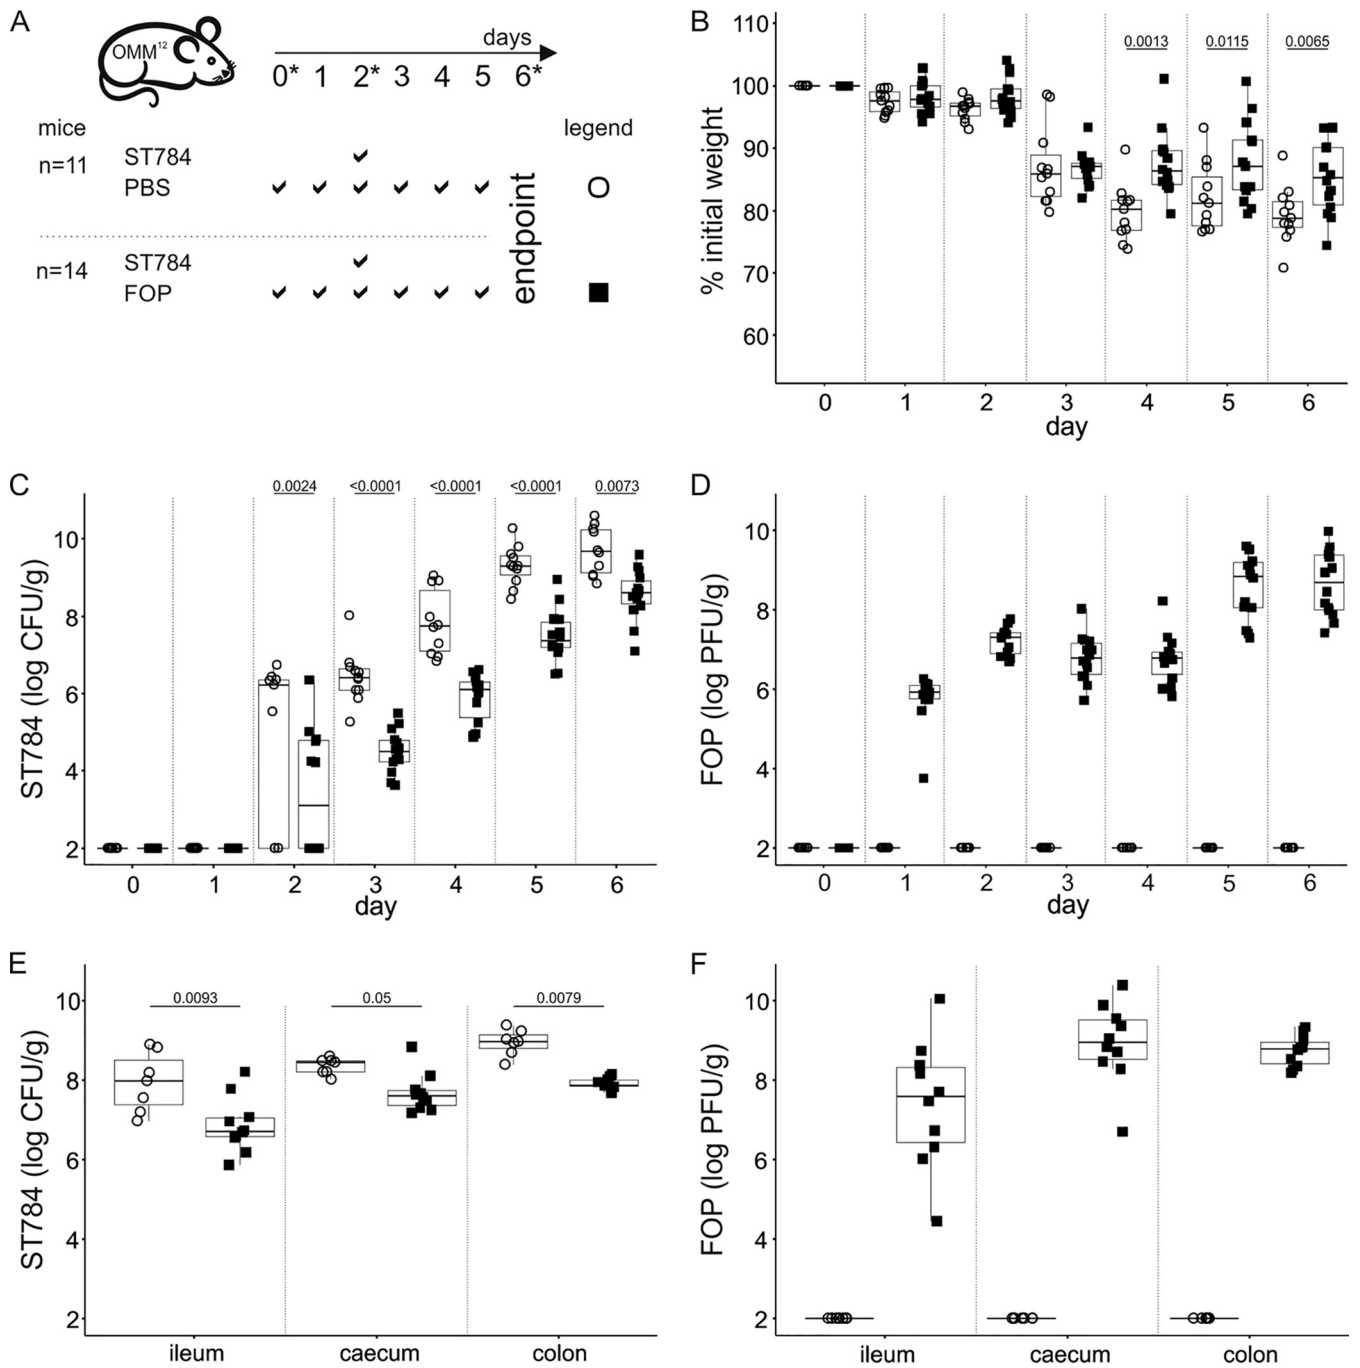 A
OMM¹²
days
0* 1 2* 3 4 5 6*
mice
legend
n=11
ST784
PBS
n=14
ST784
FOP
endpoint
B
% initial weight
110
100
90
80
70
60
0.0013
0.0115
0.0065
0 1 2 3 4 5 6
day
C
ST784 (log CFU/g)
10
8
6
4
2
0.0024
<0.0001
<0.0001
<0.0001
0.0073
0 1 2 3 4 5 6
day
D
FOP (log PFU/g)
10
8
6
4
2
0 1 2 3 4 5 6
day
E
ST784 (log CFU/g)
10
8
6
4
2
0.0093
0.05
0.0079
ileum caecum colon
F
FOP (log PFU/g)
10
8
6
4
2
ileum caecum colon